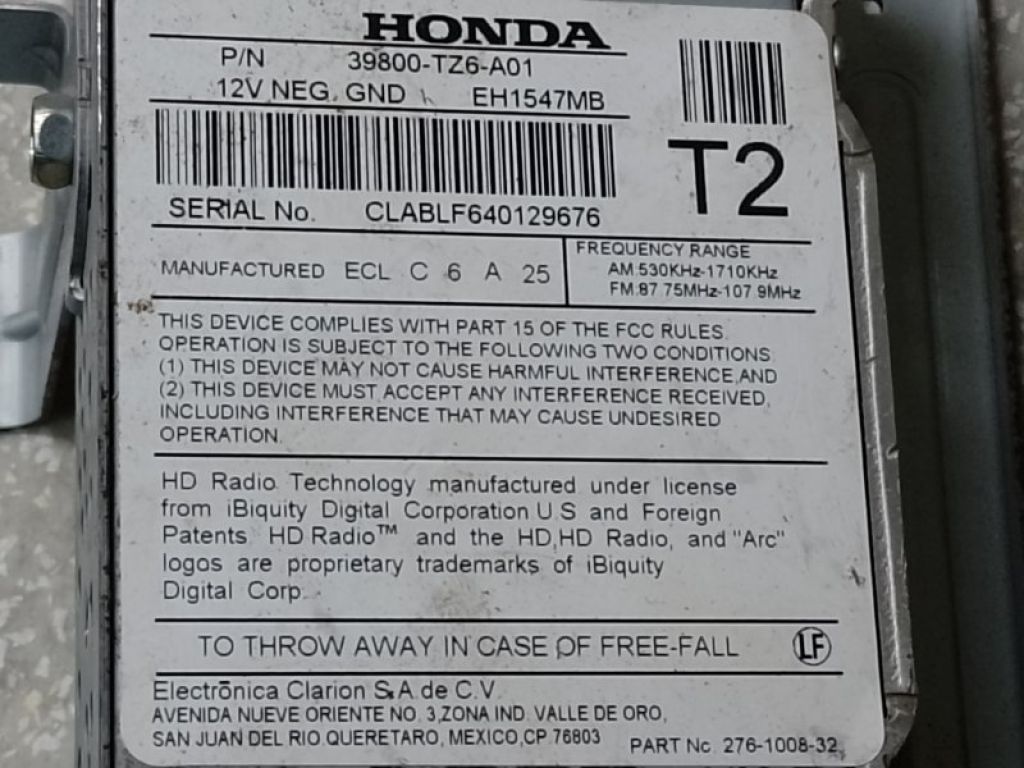 HONDA
P/N 39800-TZ6-A01
12V NEG. GND EH1547MB
T2
SERIAL No. CLABLF640129676
MANUFACTURED ECL C 6 A 25
FREQUENCY RANGE
AM:530KHz-1710KHz
FM:87.75MHz-107.9MHz
THIS DEVICE COMPLIES WITH PART 15 OF THE FCC RULES.
OPERATION IS SUBJECT TO THE FOLLOWING TWO CONDITIONS
(1) THIS DEVICE MAY NOT CAUSE HARMFUL INTERFERENCE,AND
(2) THIS DEVICE MUST ACCEPT ANY INTERFERENCE RECEIVED,
INCLUDING INTERFERENCE THAT MAY CAUSE UNDESIRED
OPERATION.
HD Radio Technology manufactured under license
from iBiquity Digital Corporation U.S and Foreign
Patents HD Radio™ and the HD,HD Radio, and "Arc"
logos are proprietary trademarks of iBiquity
Digital Corp.
TO THROW AWAY IN CASE OF FREE-FALL LF
Electrōnica Clarion S.A de C.V.
AVENIDA NUEVE ORIENTE NO. 3,ZONA IND. VALLE DE ORO,
SAN JUAN DEL RIO.QUERETARO, MEXICO,CP.76803
PART No. 276-1008-32